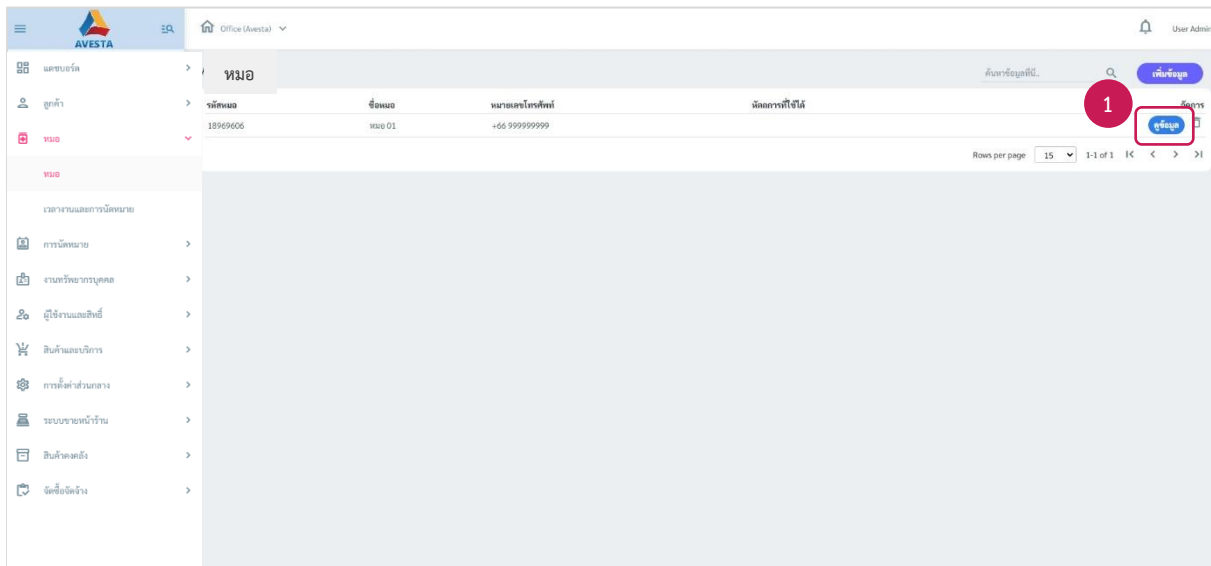 AVESTA
Office (Avesta)
User Admin
แดชบอร์ด
ลูกค้า
หมอ
หมอ
เวลางานและการนัดหมาย
การนัดหมาย
งานทรัพยากรบุคคล
ผู้ใช้งานและสิทธิ์
สินค้าและบริการ
การตั้งค่าส่วนกลาง
ระบบขายหน้าร้าน
สินค้าคงคลัง
จัดซื้อจัดจ้าง
หมอ
ค้นหาข้อมูลที่นี่..
เพิ่มข้อมูล
รหัสหมอ ชื่อหมอ หมายเลขโทรศัพท์ หัตถการที่ใช้ได้ จัดการ
1
18969606 หมอ 01 +66 999999999 ดูข้อมูล
Rows per page 15 1-1 of 1